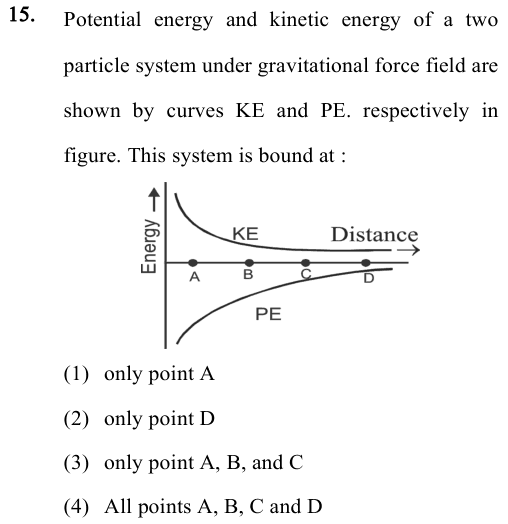 15. Potential energy and kinetic energy of a two
particle system under gravitational force field are
shown by curves KE and PE. respectively in
figure. This system is bound at :
Energy
KE
Distance
A
B
C
D
PE
(1) only point A
(2) only point D
(3) only point A, B, and C
(4) All points A, B, C and D